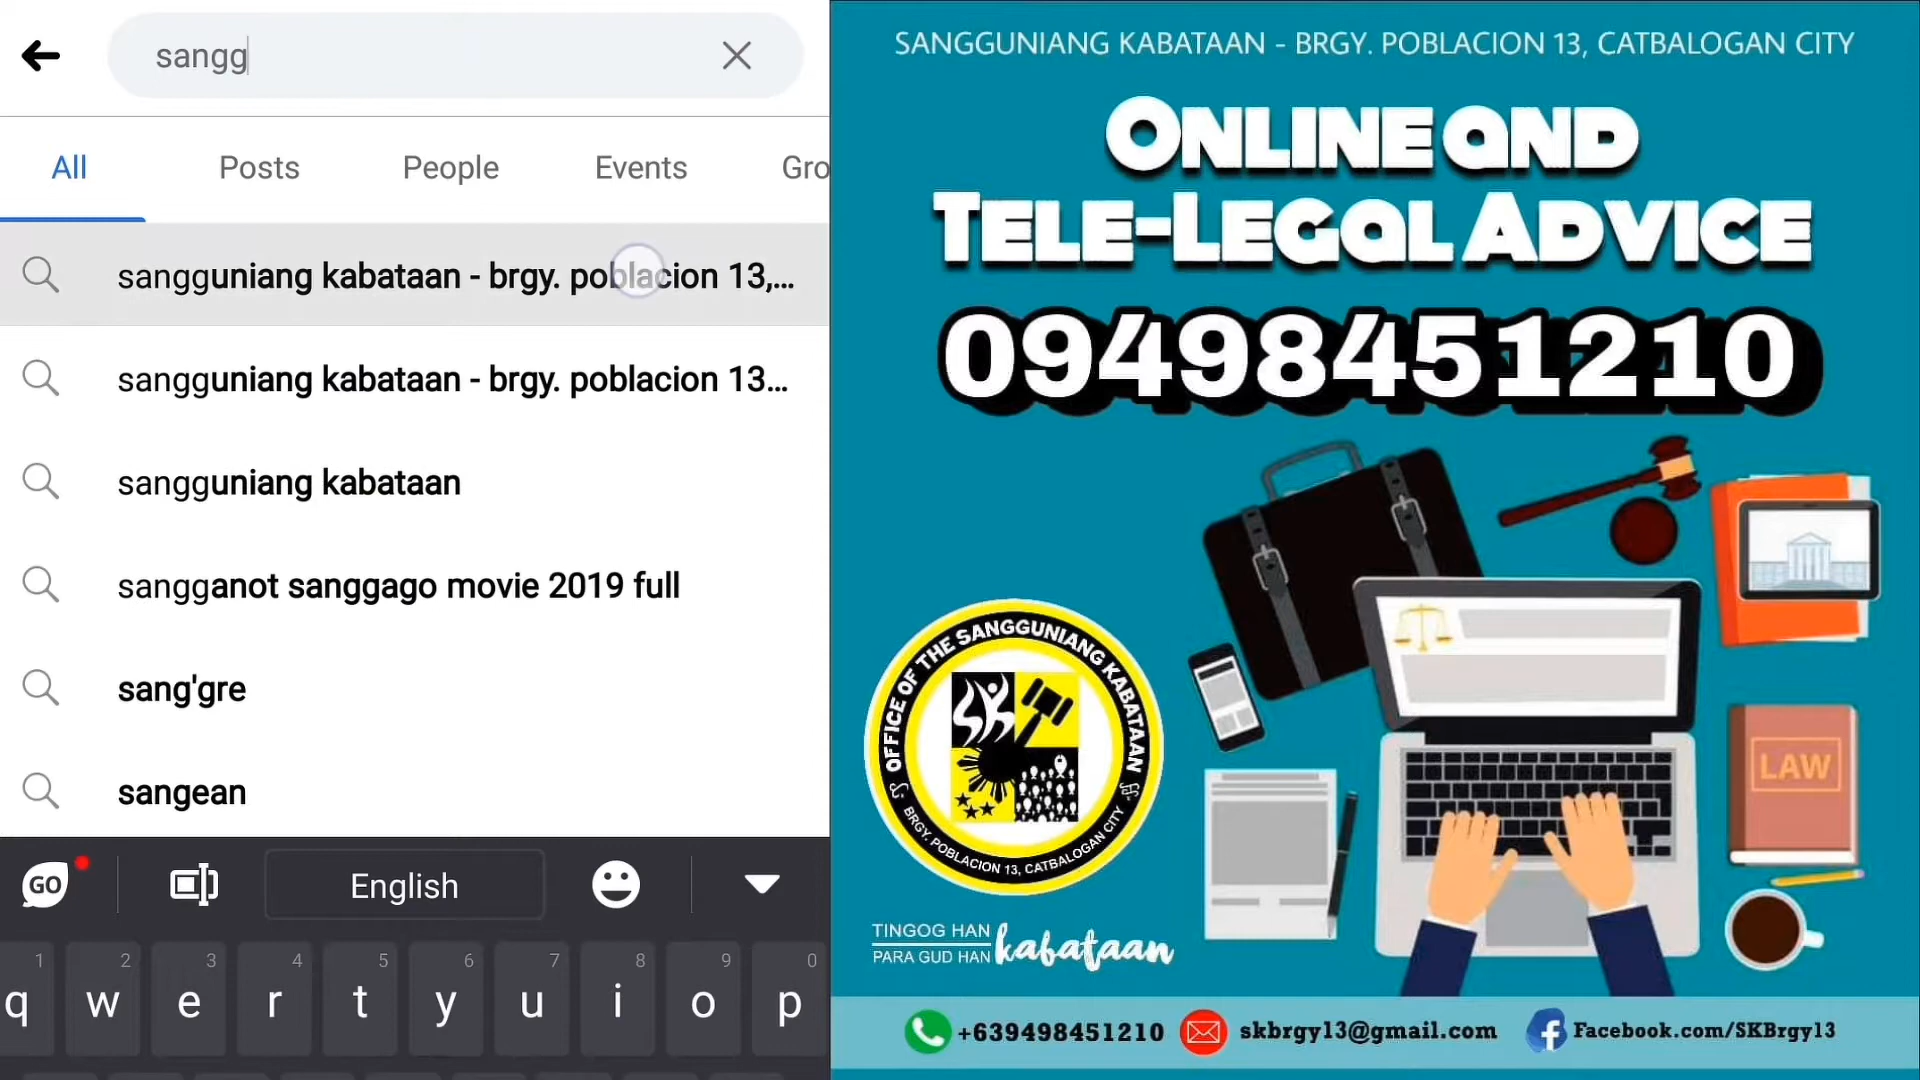 sangg
All Posts People Events Gro
sangguniang kabataan - brgy. poblacion 13,...
sangguniang kabataan - brgy. poblacion 13...
sangguniang kabataan
sangganot sanggago movie 2019 full
sang'gre
sangean
GO English
1 2 3 4 5 6 7 8 9 0
q w e r t y u i o p
SANGGUNIANG KABATAAN - BRGY. POBLACION 13, CATBALOGAN CITY
ONLINE AND
TELE-LEGAL ADVICE
09498451210
OFFICE OF THE SANGGUNIANG KABATAAN
SK
BRGY. POBLACION 13, CATBALOGAN CITY
LAW
TINGOG HAN
PARA GUD HAN kabataan
+639498451210 skbrgy13@gmail.com Facebook.com/SKBrgy13